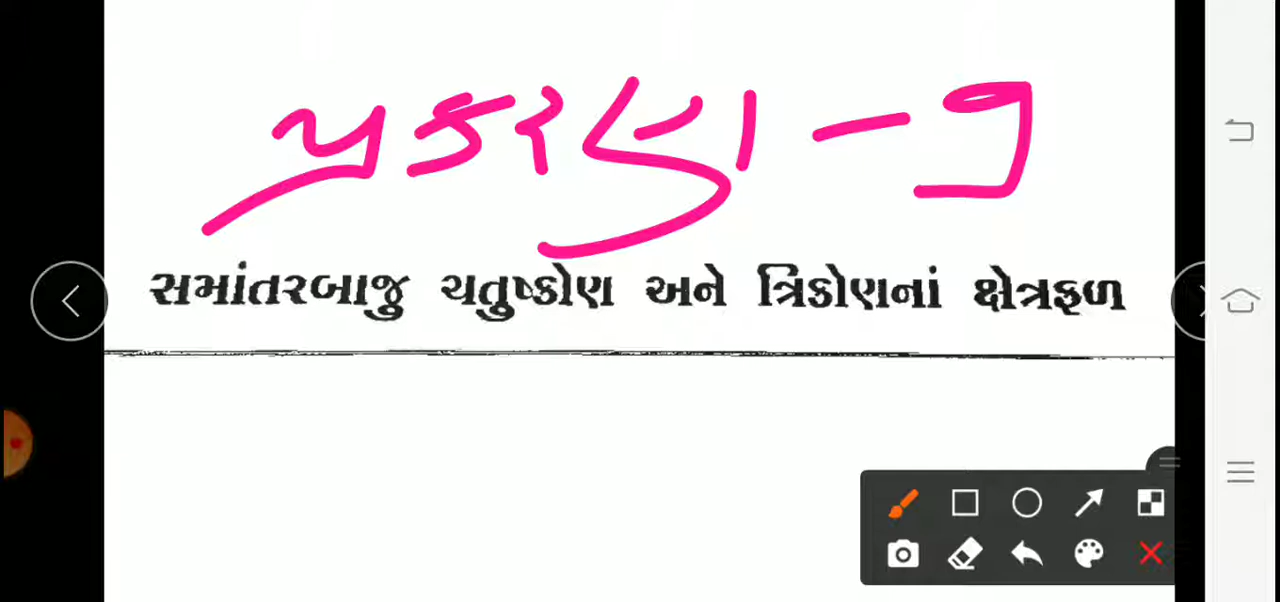 પ્રકરણ - 9
સમાંતરબાજુ ચતુષ્કોણ અને ત્રિકોણનાં ક્ષેત્રફળ